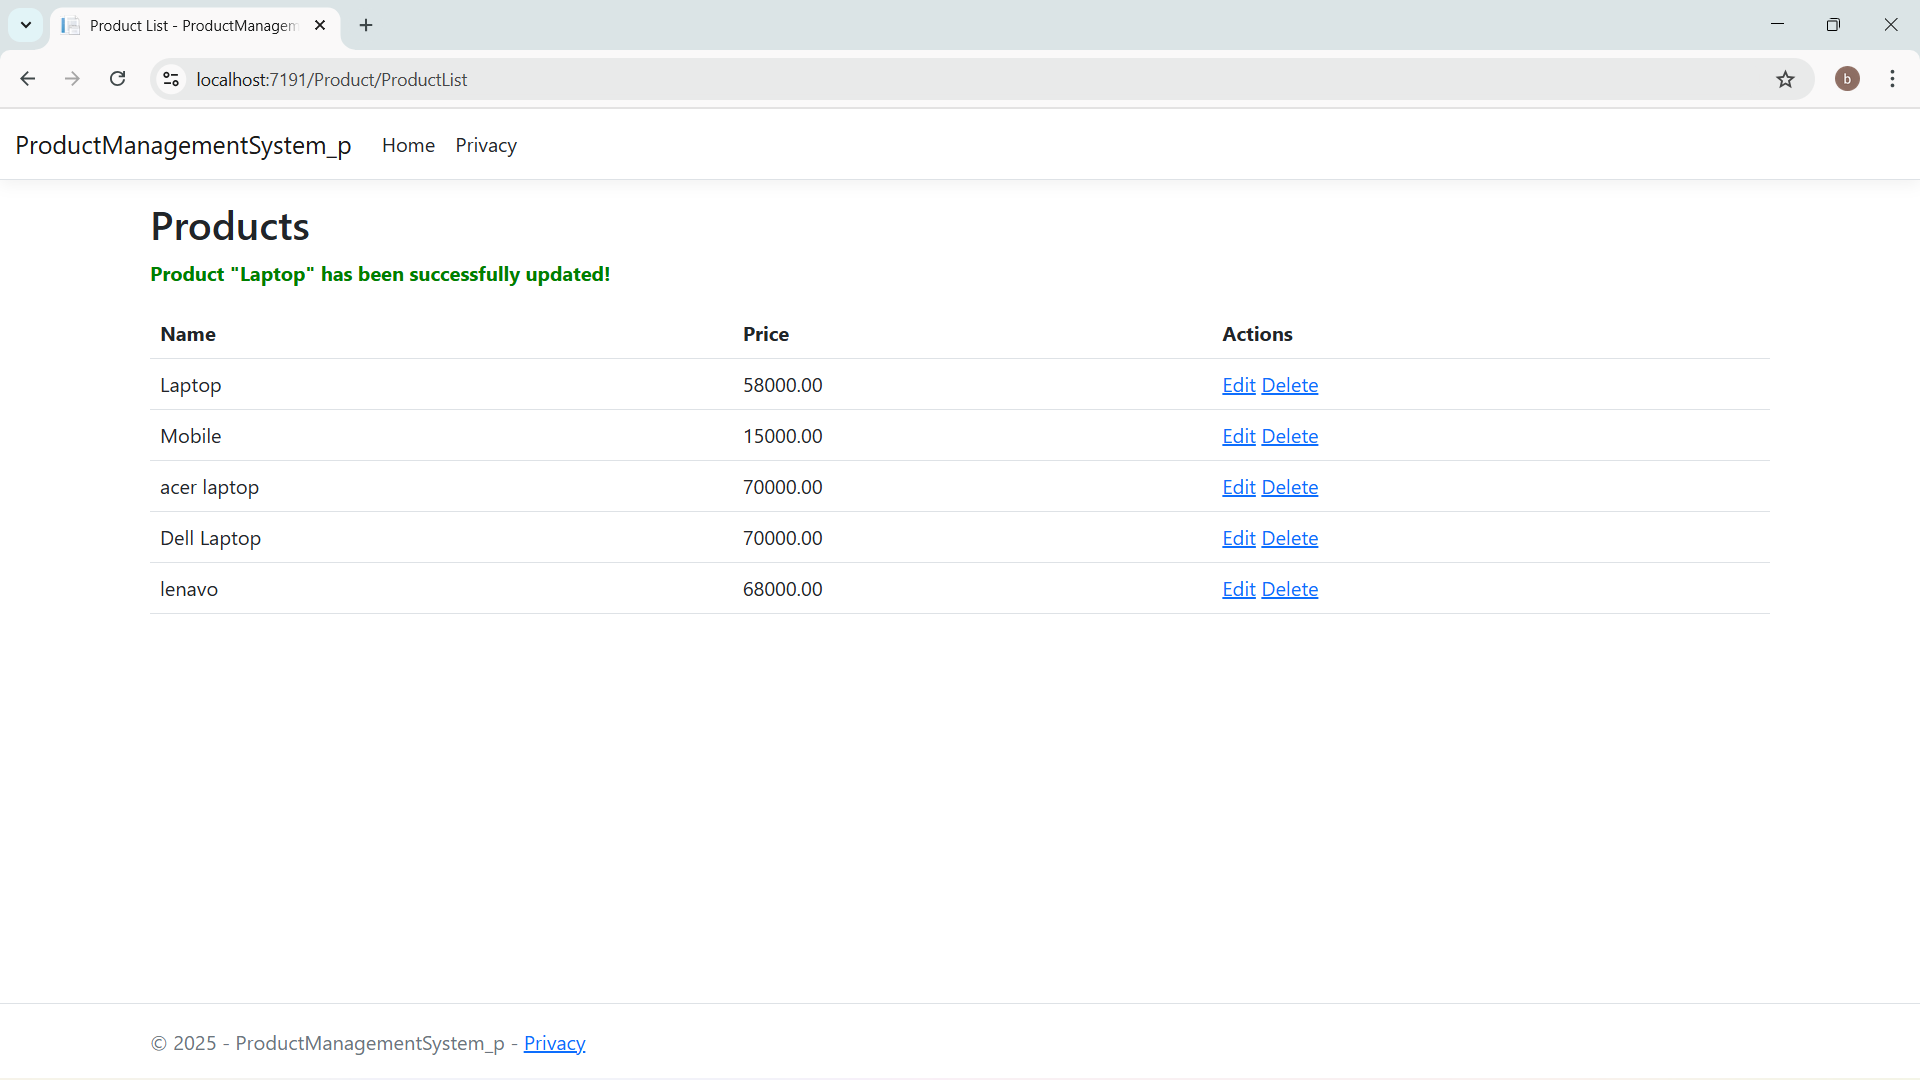 Product List - ProductManagem
localhost:7191/Product/ProductList
b
ProductManagementSystem_p Home Privacy
Products
Product "Laptop" has been successfully updated!
Name Price Actions
Laptop 58000.00 Edit Delete
Mobile 15000.00 Edit Delete
acer laptop 70000.00 Edit Delete
Dell Laptop 70000.00 Edit Delete
lenavo 68000.00 Edit Delete
© 2025 - ProductManagementSystem_p - Privacy